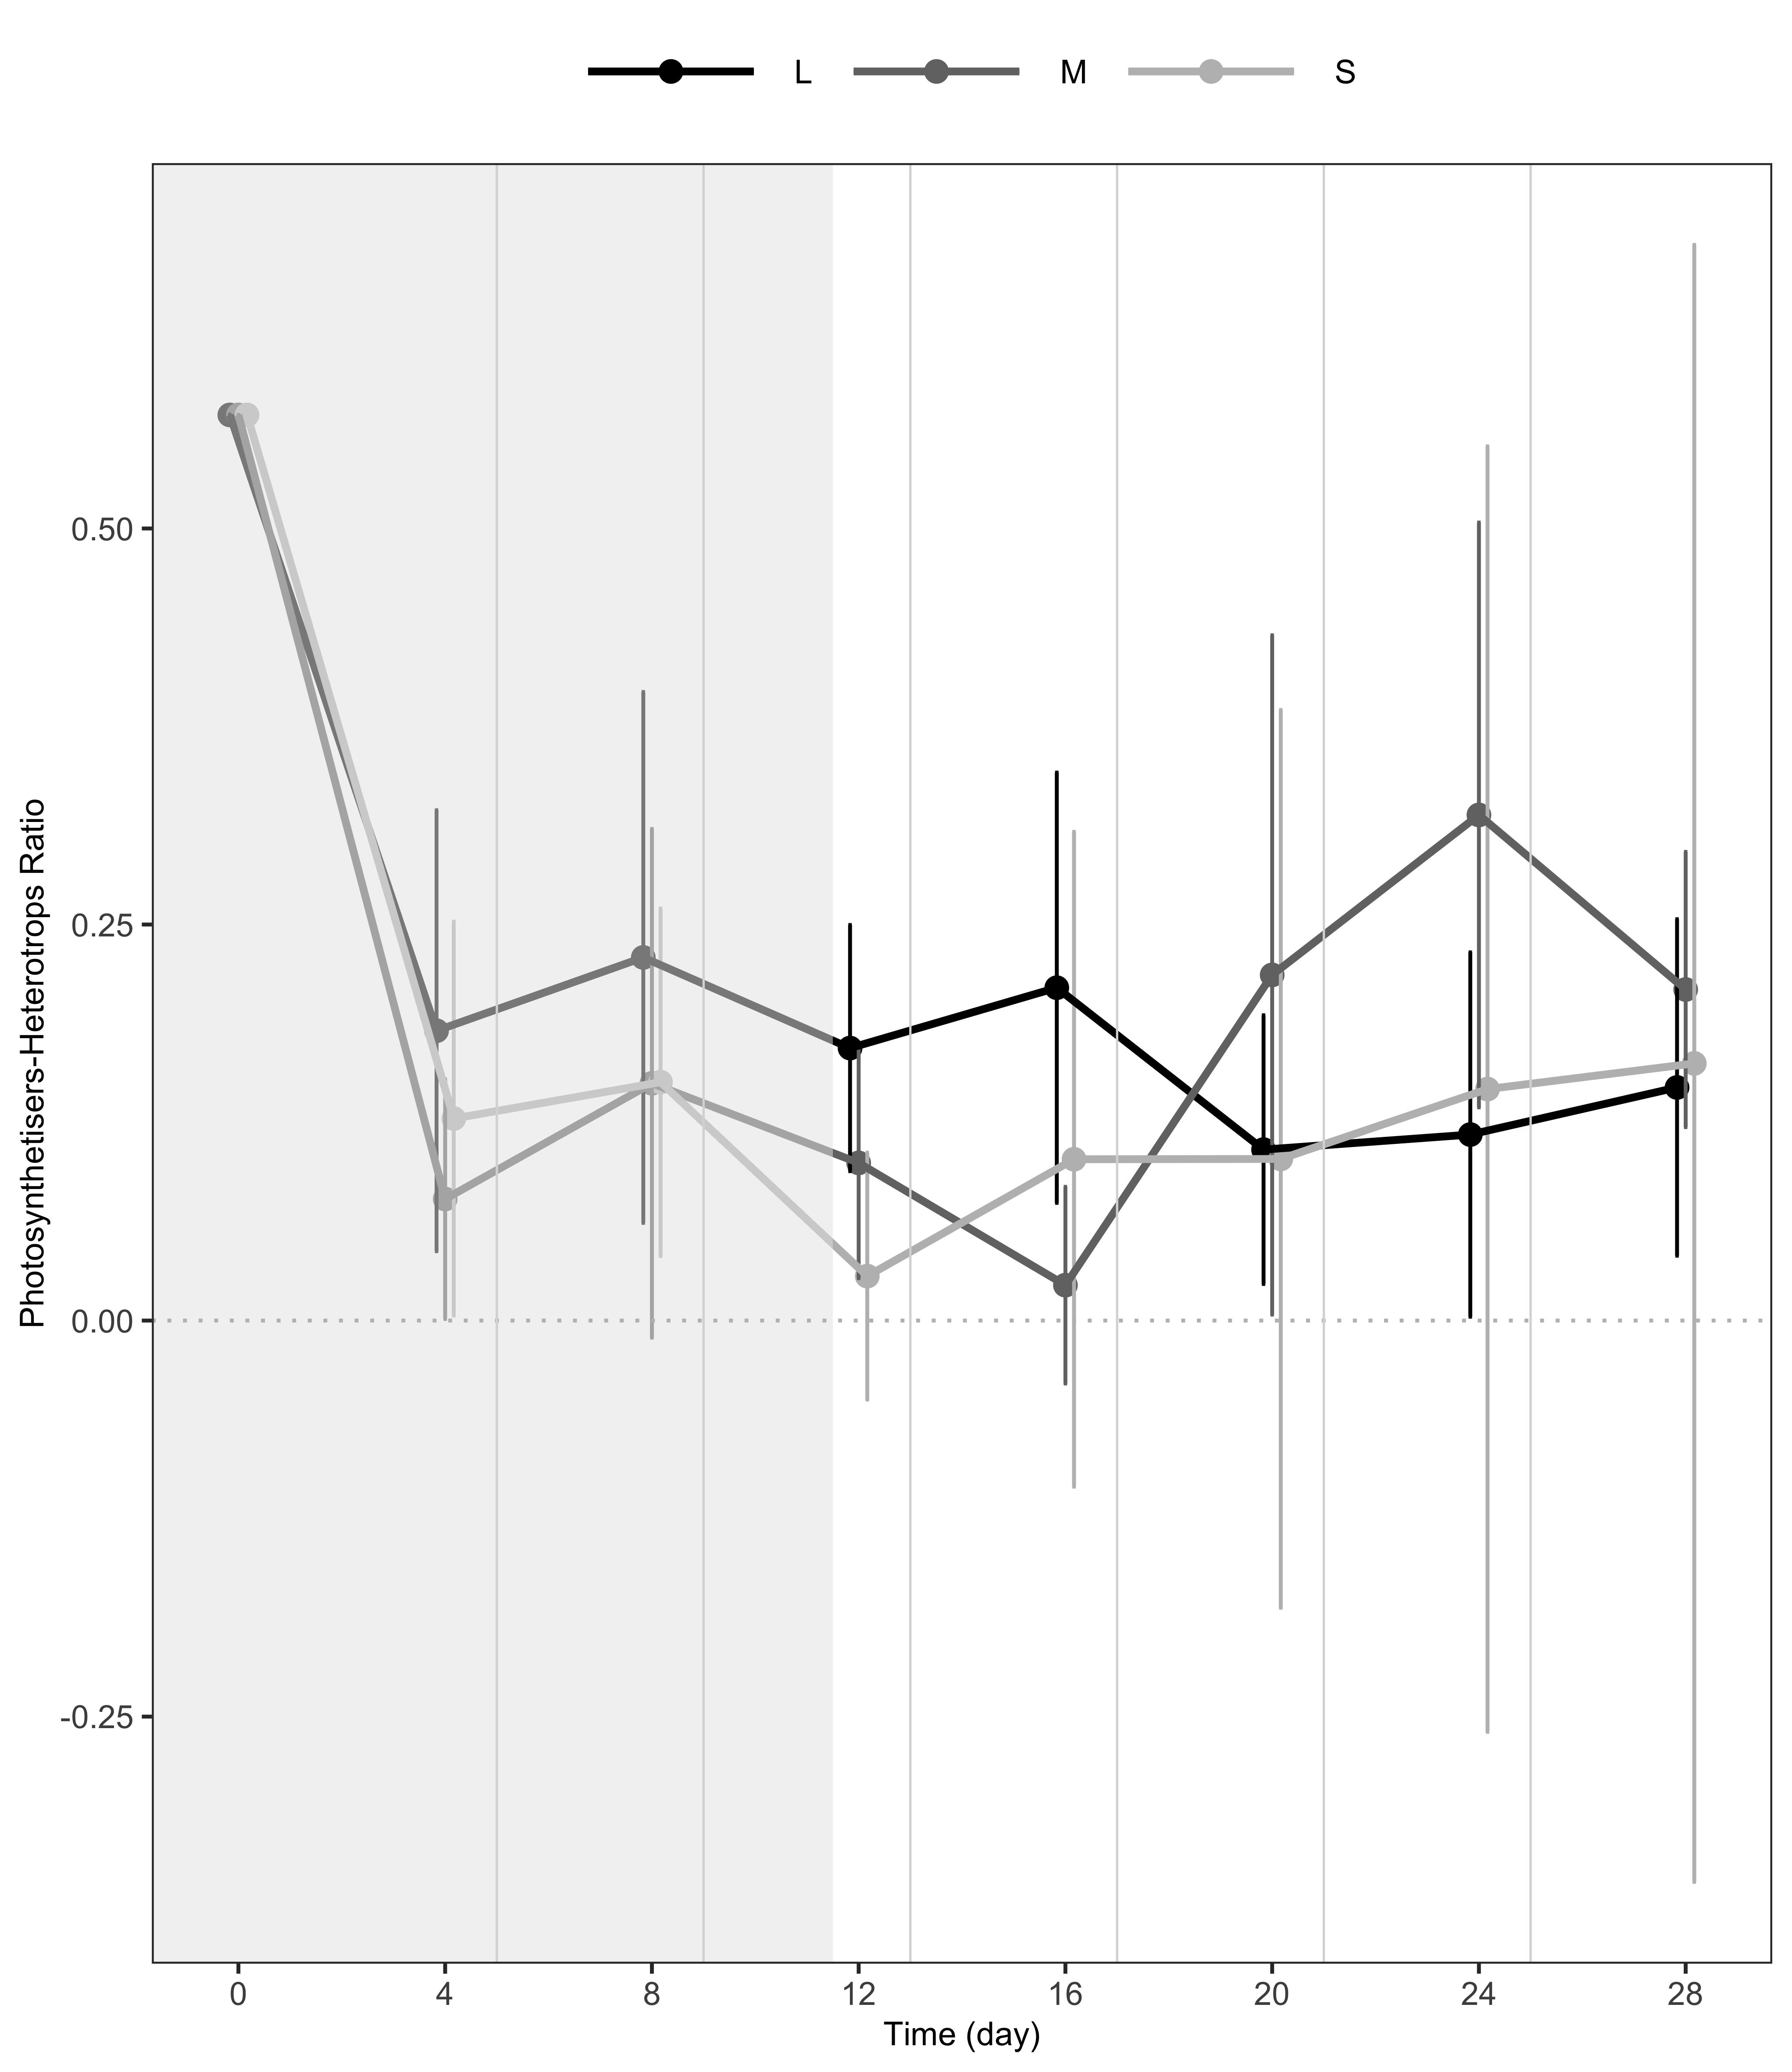 L M S
Photosynthetisers-Heterotrops Ratio
0.50
0.25
0.00
-0.25
0 4 8 12 16 20 24 28
Time (day)